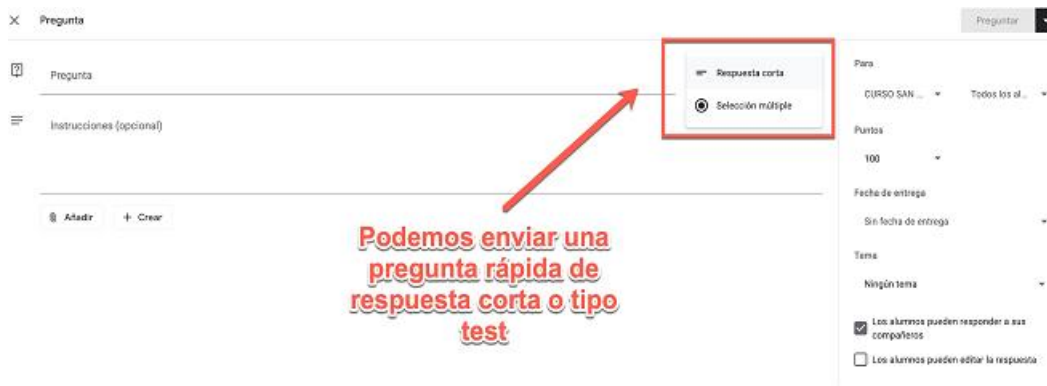 Pregunta
Preguntar
Pregunta
Respuesta corta
Selección múltiple
Instrucciones (opcional)
Añadir
+ Crear
Podemos enviar una
pregunta rápida de
respuesta corta o tipo
test
Para
CURSO SAN ...
Todos los al...
Puntos
100
Fecha de entrega
Sin fecha de entrega
Tema
Ningún tema
Los alumnos pueden responder a sus
compañeros
Los alumnos pueden editar la respuesta